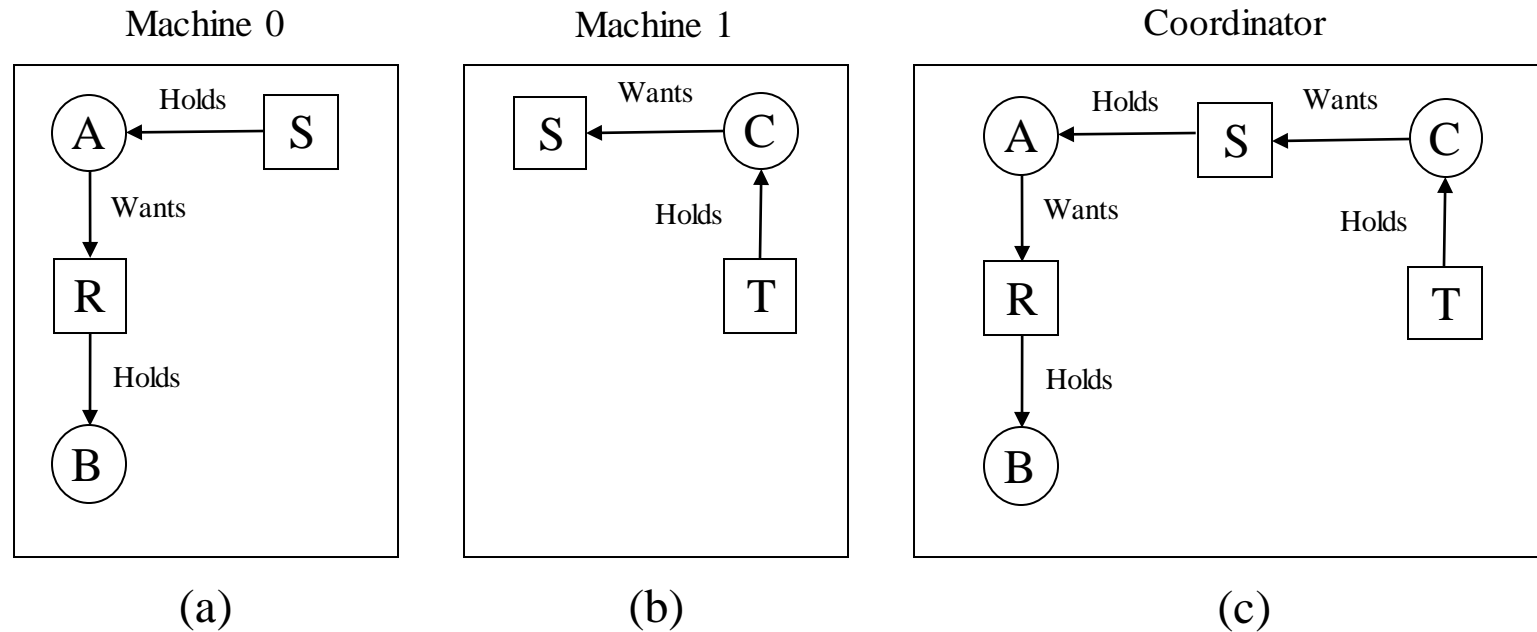 Machine 0
A
Holds
S
Wants
R
Holds
B
(a)
Machine 1
S
Wants
C
Holds
T
(b)
Coordinator
A
Holds
S
Wants
C
Wants
Holds
R
T
Holds
B
(c)